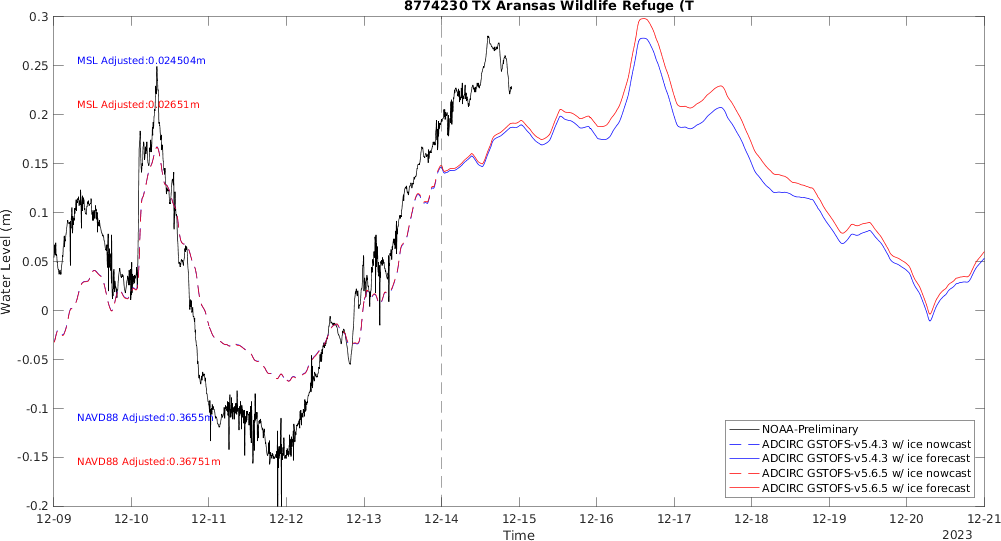 8774230 TX Aransas Wildlife Refuge (T
0.3
0.25
0.2
0.15
0.1
0.05
0
-0.05
-0.1
-0.15
-0.2
Water Level (m)
MSL Adjusted:0.024504m
MSL Adjusted:0.02651m
NAVD88 Adjusted:0.3655m
NAVD88 Adjusted:0.36751m
NOAA-Preliminary
ADCIRC GSTOFS-v5.4.3 w/ ice nowcast
ADCIRC GSTOFS-v5.4.3 w/ ice forecast
ADCIRC GSTOFS-v5.6.5 w/ ice nowcast
ADCIRC GSTOFS-v5.6.5 w/ ice forecast
12-09 12-10 12-11 12-12 12-13 12-14 12-15 12-16 12-17 12-18 12-19 12-20 12-21
Time
2023